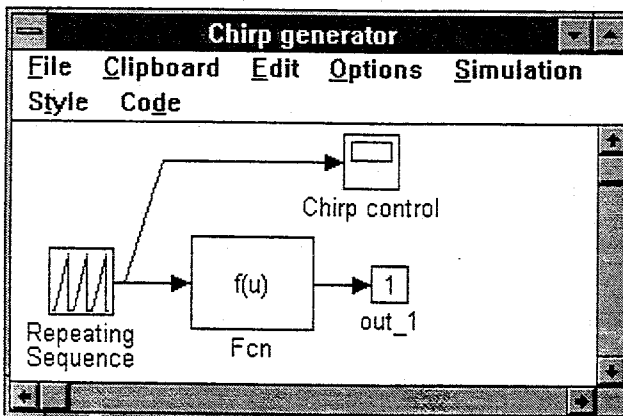 Chirp generator
File Clipboard Edit Options Simulation
Style Code
Chirp control
f(u)
1
out_1
Repeating
Sequence
Fcn